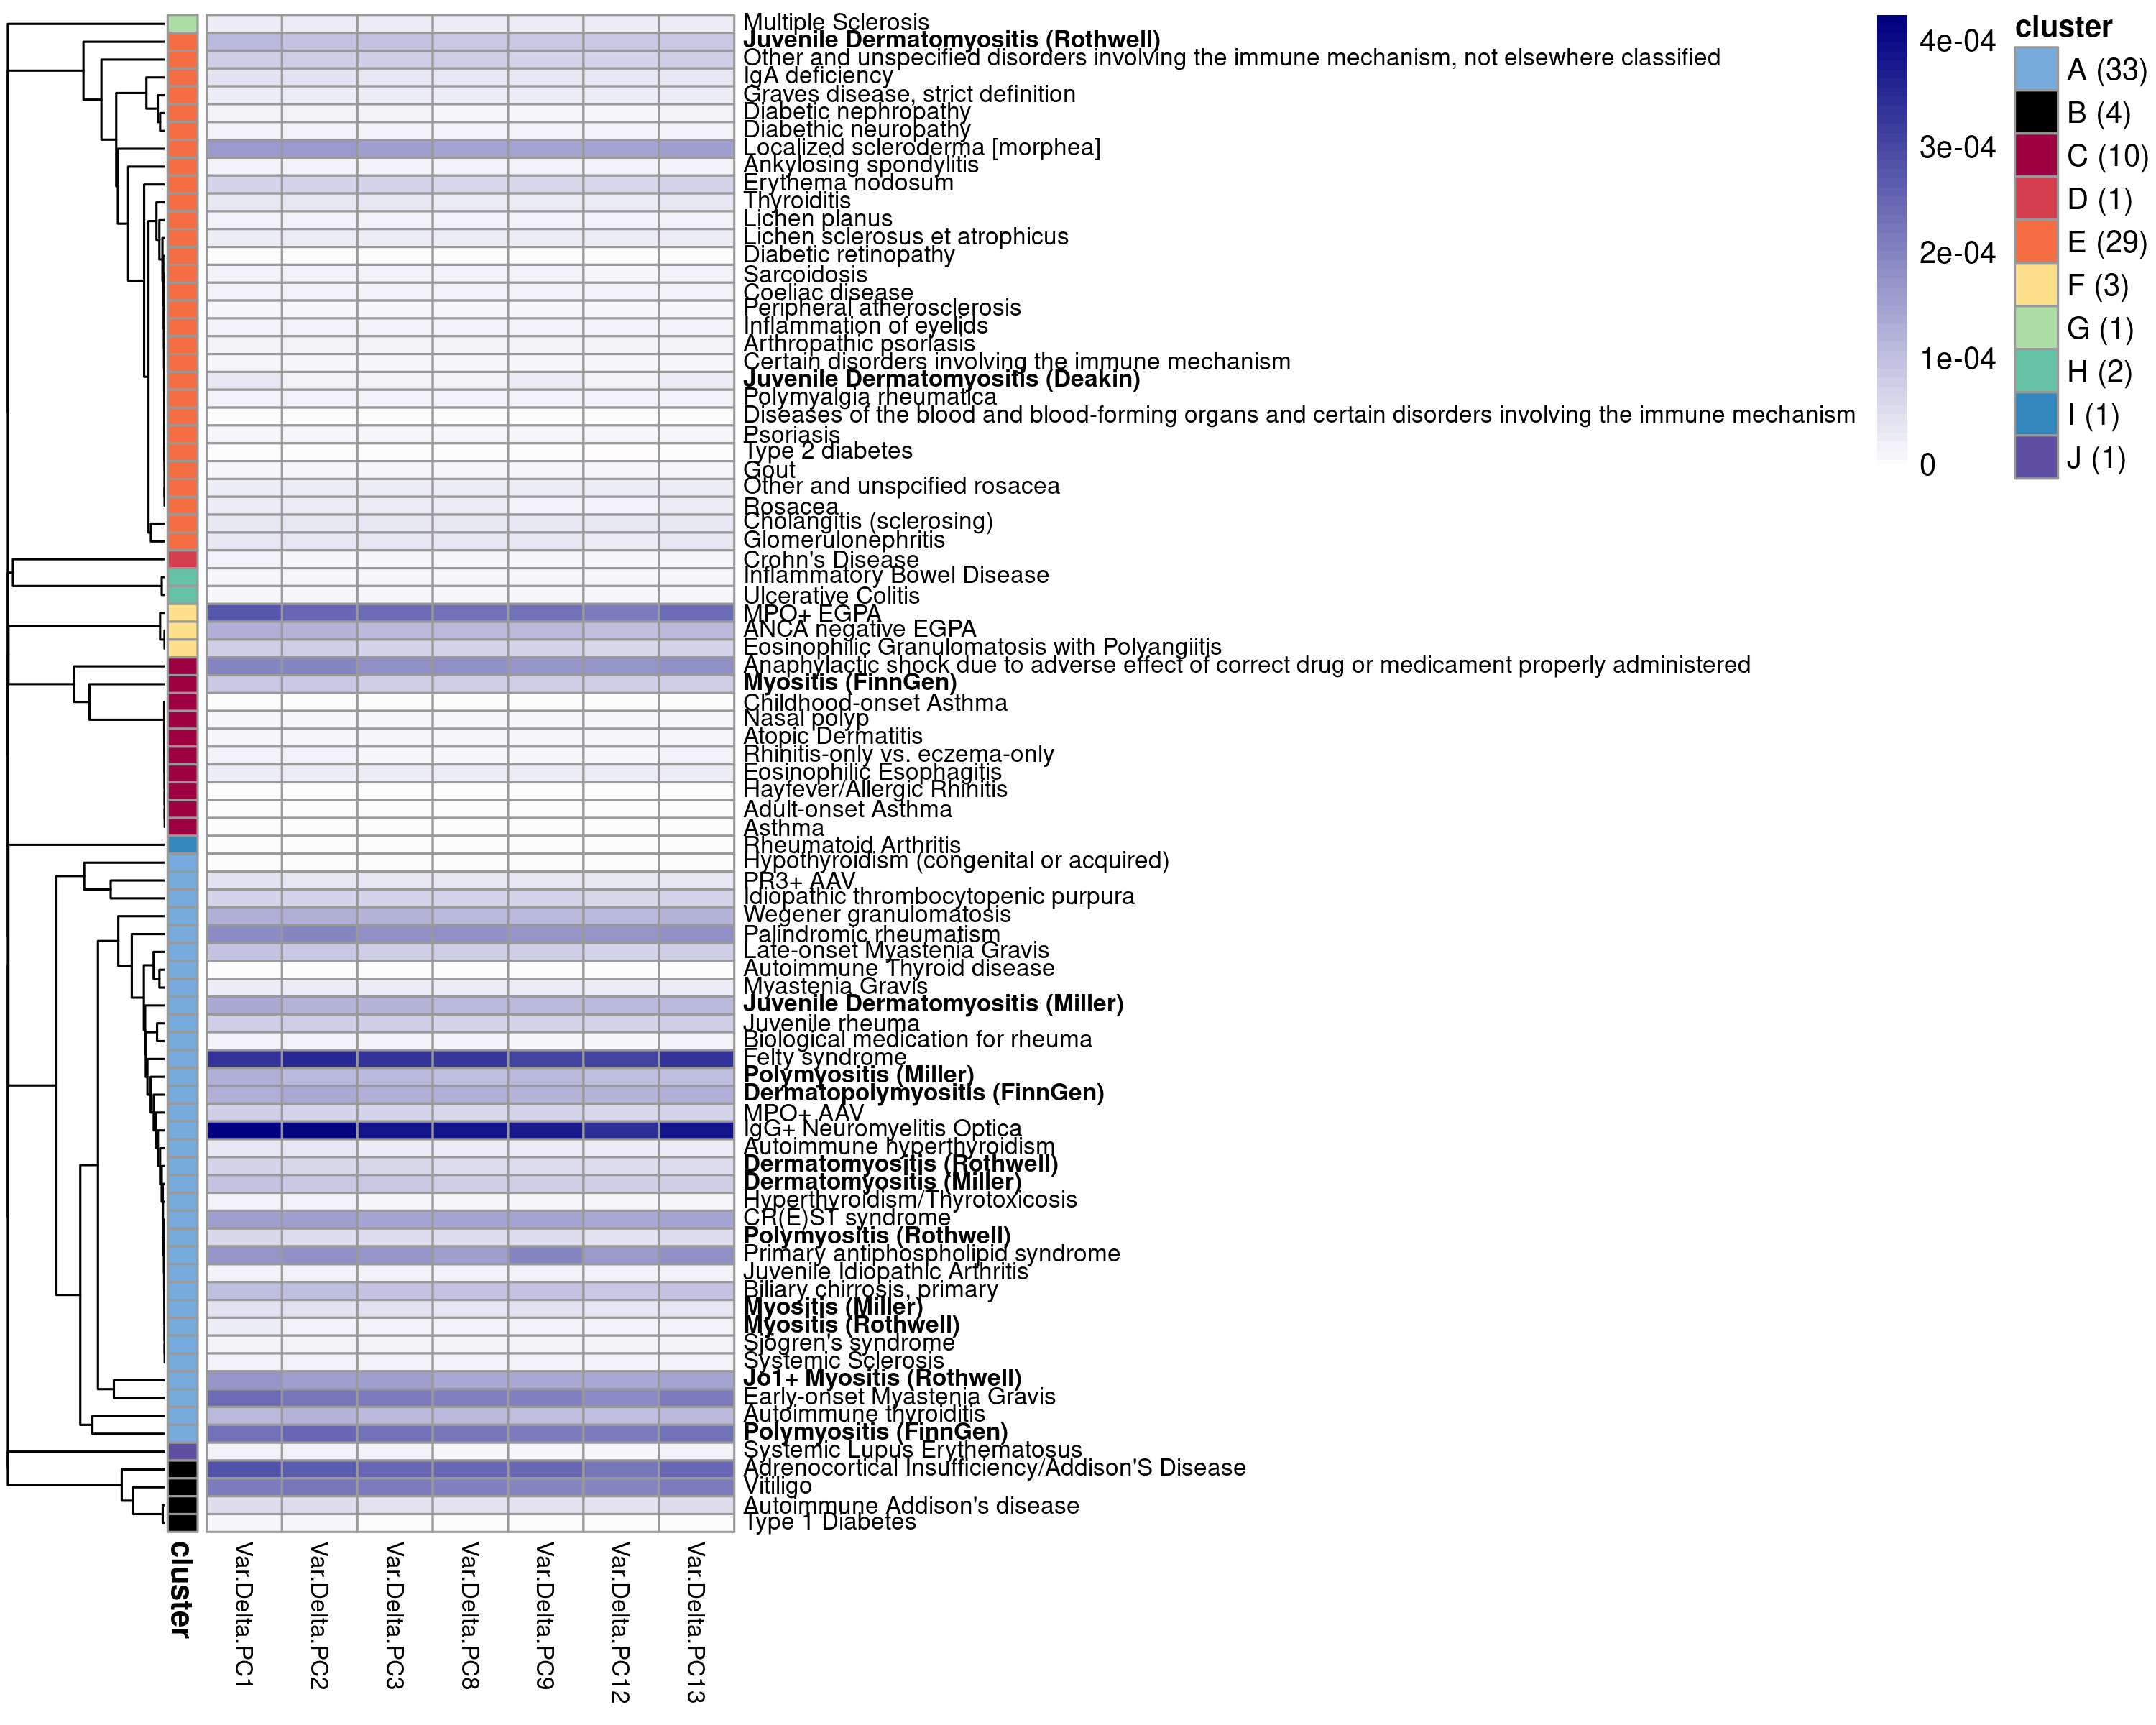 Multiple Sclerosis
Juvenile Dermatomyositis (Rothwell)
Other and unspecified disorders involving the immune mechanism, not elsewhere classified
IgA deficiency
Graves disease, strict definition
Diabetic nephropathy
Diabethic neuropathy
Localized scleroderma [morphea]
Ankylosing spondylitis
Erythema nodosum
Thyroiditis
Lichen planus
Lichen sclerosus et atrophicus
Diabetic retinopathy
Sarcoidosis
Coeliac disease
Peripheral atherosclerosis
Inflammation of eyelids
Arthropathic psoriasis
Certain disorders involving the immune mechanism
Juvenile Dermatomyositis (Deakin)
Polymyalgia rheumatica
Diseases of the blood and blood-forming organs and certain disorders involving the immune mechanism
Psoriasis
Type 2 diabetes
Gout
Other and unspcified rosacea
Rosacea
Cholangitis (sclerosing)
Glomerulonephritis
Crohn's Disease
Inflammatory Bowel Disease
Ulcerative Colitis
MPO+ EGPA
ANCA negative EGPA
Eosinophilic Granulomatosis with Polyangiitis
Anaphylactic shock due to adverse effect of correct drug or medicament properly administered
Myositis (FinnGen)
Childhood-onset Asthma
Nasal polyp
Atopic Dermatitis
Rhinitis-only vs. eczema-only
Eosinophilic Esophagitis
Hayfever/Allergic Rhinitis
Adult-onset Asthma
Asthma
Rheumatoid Arthritis
Hypothyroidism (congenital or acquired)
PR3+ AAV
Idiopathic thrombocytopenic purpura
Wegener granulomatosis
Palindromic rheumatism
Late-onset Myastenia Gravis
Autoimmune Thyroid disease
Myastenia Gravis
Juvenile Dermatomyositis (Miller)
Juvenile rheuma
Biological medication for rheuma
Felty syndrome
Polymyositis (Miller)
Dermatopolymyositis (FinnGen)
MPO+ AAV
IgG+ Neuromyelitis Optica
Autoimmune hyperthyroidism
Dermatomyositis (Rothwell)
Dermatomyositis (Miller)
Hyperthyroidism/Thyrotoxicosis
CR(E)ST syndrome
Polymyositis (Rothwell)
Primary antiphospholipid syndrome
Juvenile Idiopathic Arthritis
Biliary chirrosis, primary
Myositis (Miller)
Myositis (Rothwell)
Sjögren's syndrome
Systemic Sclerosis
Jo1+ Myositis (Rothwell)
Early-onset Myastenia Gravis
Autoimmune thyroiditis
Polymyositis (FinnGen)
Systemic Lupus Erythematosus
Adrenocortical Insufficiency/Addison'S Disease
Vitiligo
Autoimmune Addison's disease
Type 1 Diabetes
cluster
Var.Delta.PC1
Var.Delta.PC2
Var.Delta.PC3
Var.Delta.PC8
Var.Delta.PC9
Var.Delta.PC12
Var.Delta.PC13
4e-04
3e-04
2e-04
1e-04
0
cluster
A (33)
B (4)
C (10)
D (1)
E (29)
F (3)
G (1)
H (2)
I (1)
J (1)